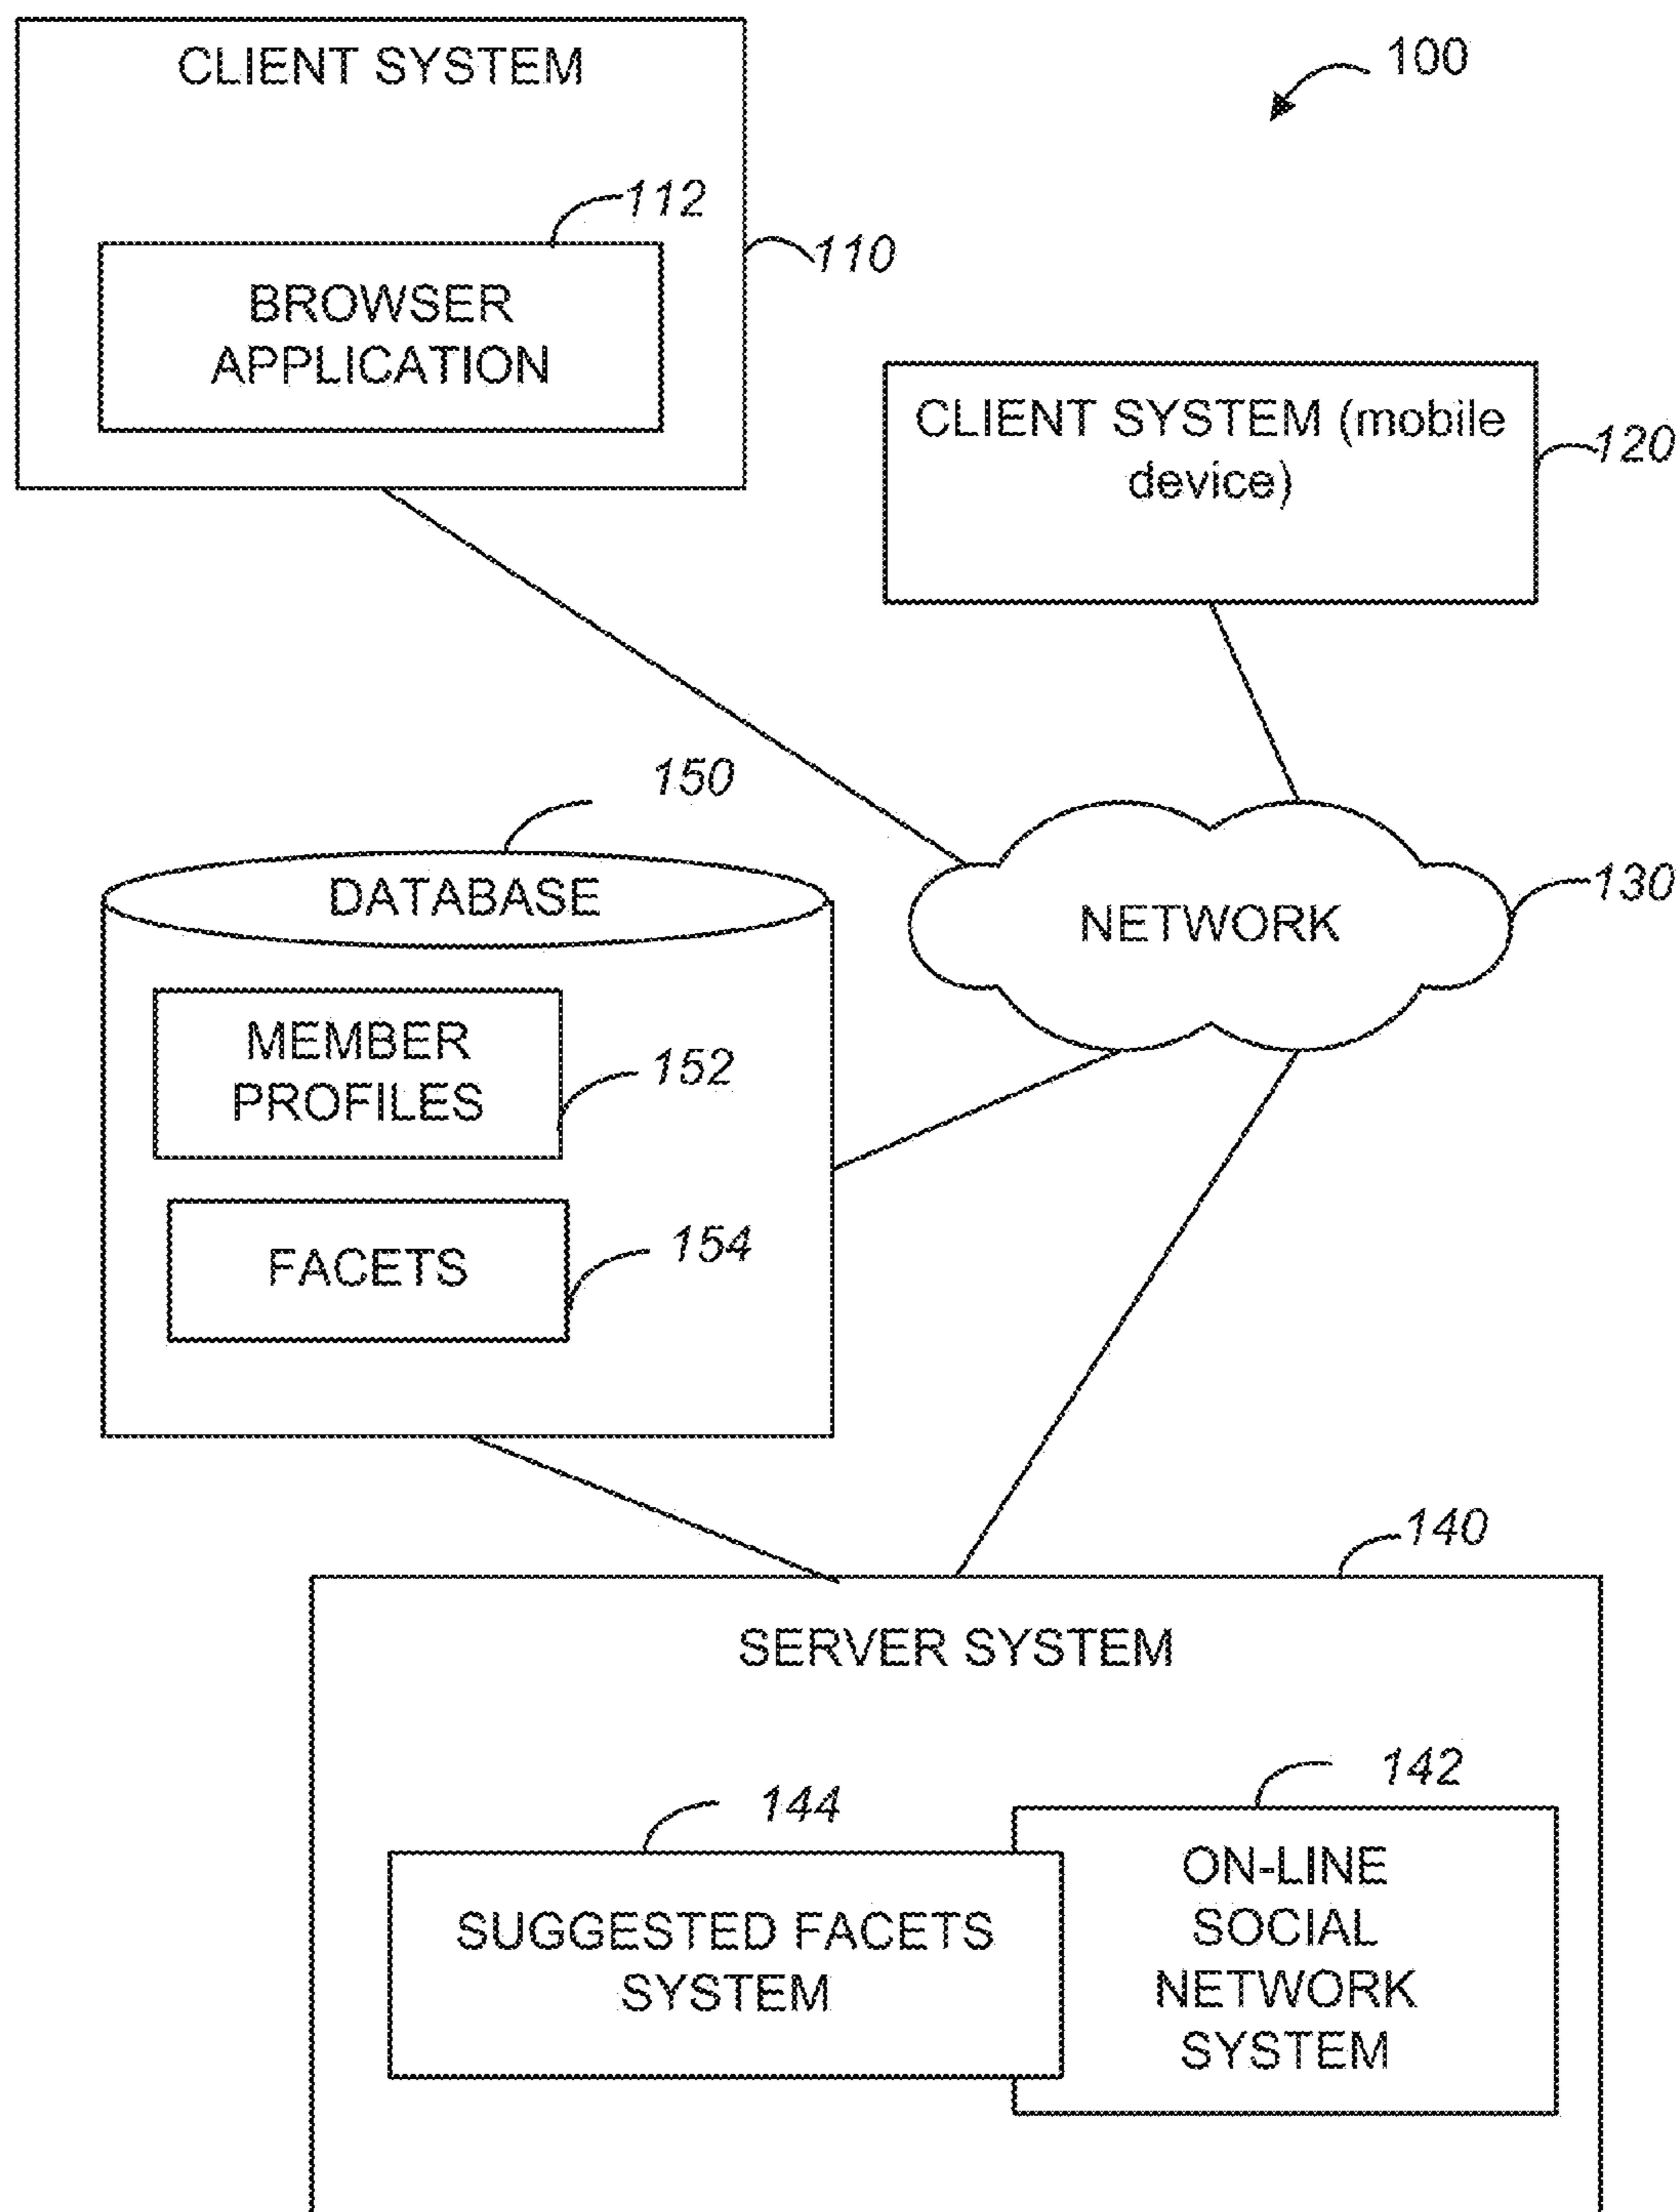 CLIENT SYSTEM
100
112
110
BROWSER
APPLICATION
CLIENT SYSTEM (mobile
device)
120
150
DATABASE
NETWORK
130
MEMBER
PROFILES
152
FACETS
154
140
SERVER SYSTEM
144
142
SUGGESTED FACETS
SYSTEM
ON-LINE
SOCIAL
NETWORK
SYSTEM